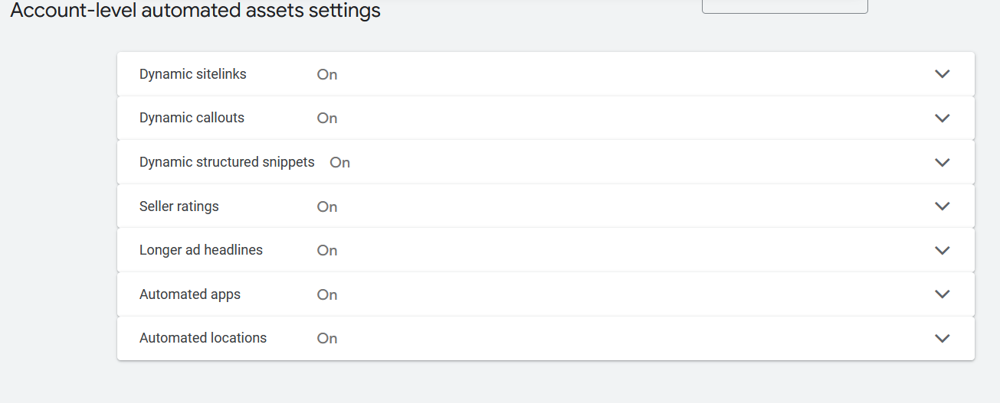 Account-level automated assets settings
Dynamic sitelinks On
Dynamic callouts On
Dynamic structured snippets On
Seller ratings On
Longer ad headlines On
Automated apps On
Automated locations On